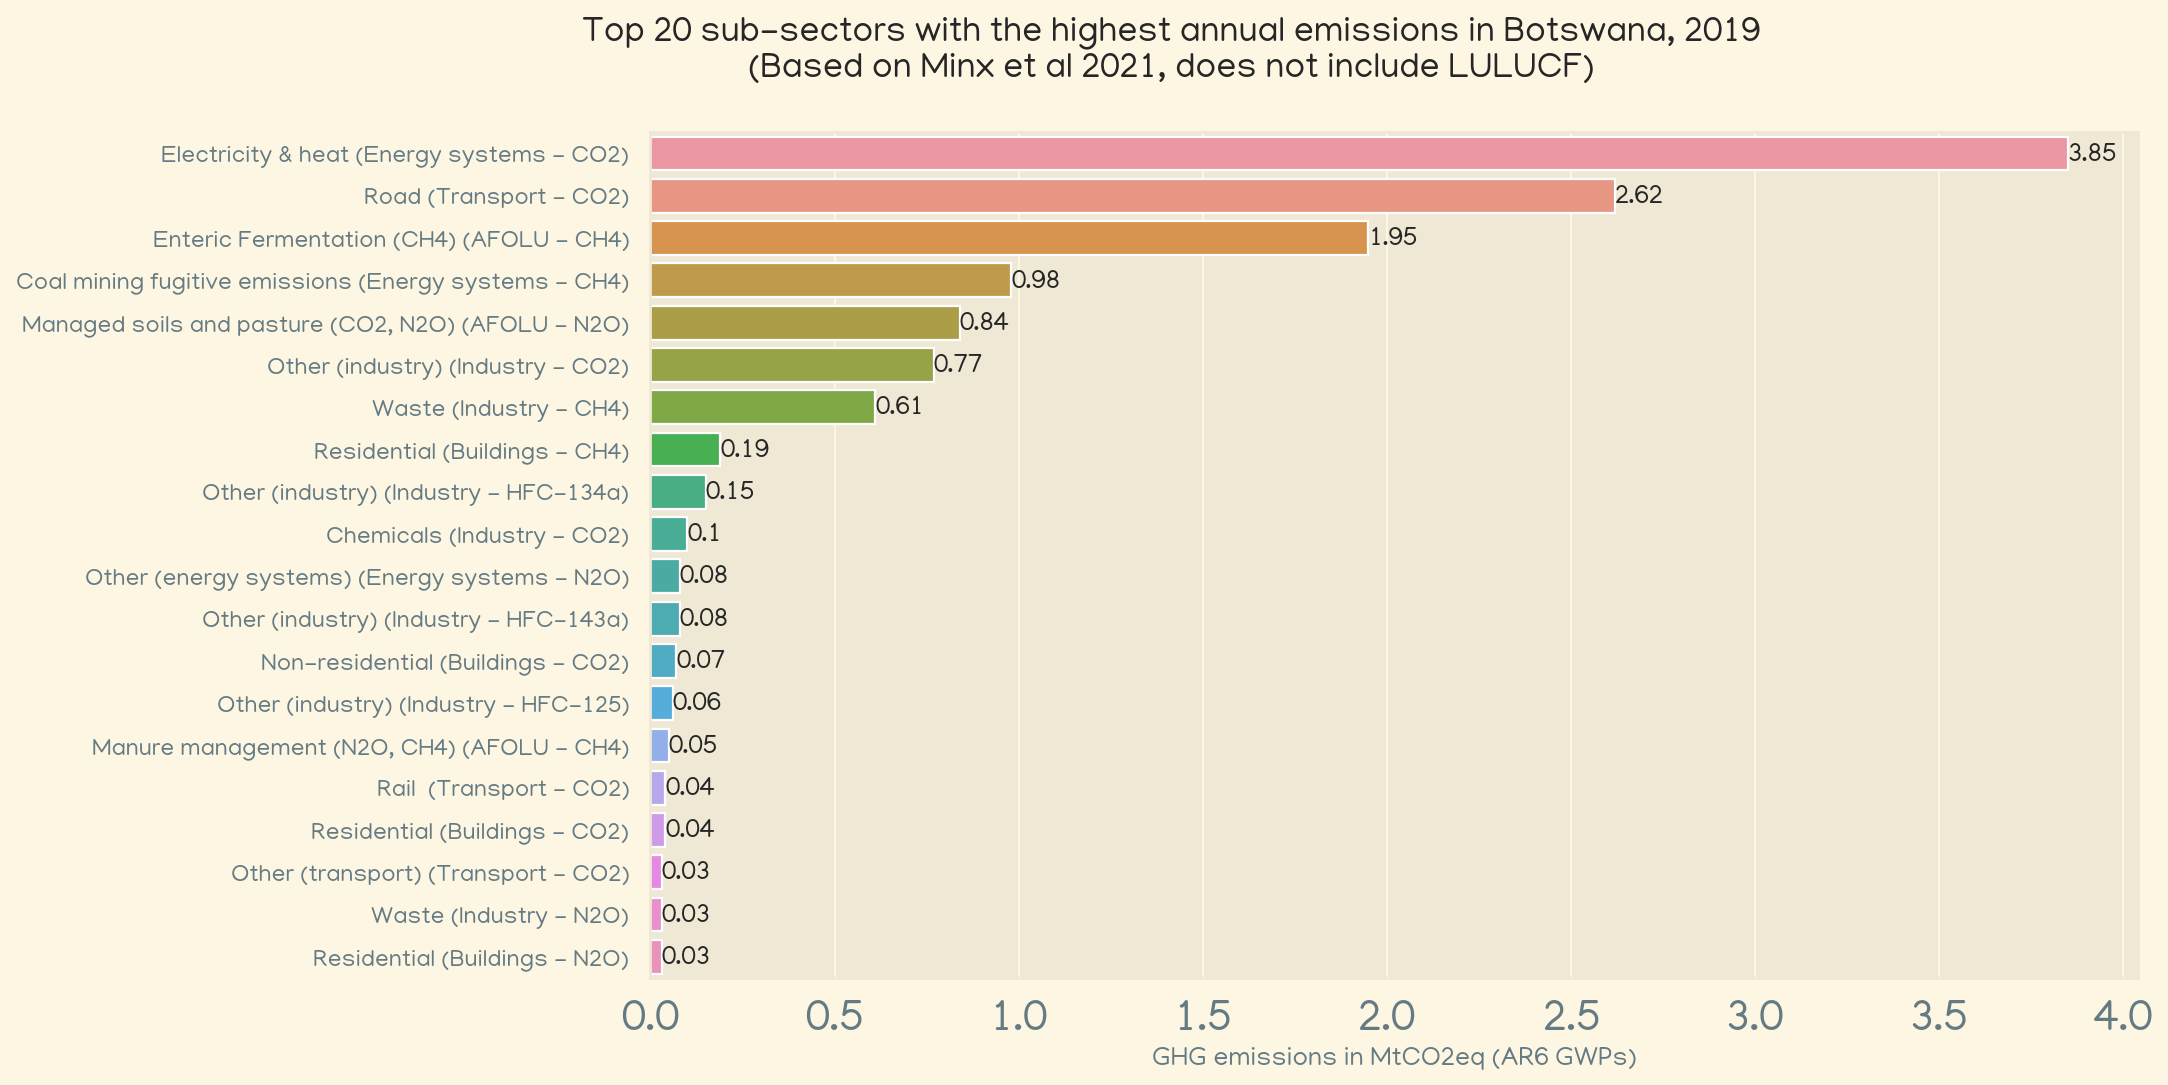 Top 20 sub-sectors with the highest annual emissions in Botswana, 2019
(Based on Minx et al 2021, does not include LULUCF)
Electricity & heat (Energy systems - CO2) 3.85
Road (Transport - CO2) 2.62
Enteric Fermentation (CH4) (AFOLU - CH4) 1.95
Coal mining fugitive emissions (Energy systems - CH4) 0.98
Managed soils and pasture (CO2, N2O) (AFOLU - N2O) 0.84
Other (industry) (Industry - CO2) 0.77
Waste (Industry - CH4) 0.61
Residential (Buildings - CH4) 0.19
Other (industry) (Industry - HFC-134a) 0.15
Chemicals (Industry - CO2) 0.1
Other (energy systems) (Energy systems - N2O) 0.08
Other (industry) (Industry - HFC-143a) 0.08
Non-residential (Buildings - CO2) 0.07
Other (industry) (Industry - HFC-125) 0.06
Manure management (N2O, CH4) (AFOLU - CH4) 0.05
Rail (Transport - CO2) 0.04
Residential (Buildings - CO2) 0.04
Other (transport) (Transport - CO2) 0.03
Waste (Industry - N2O) 0.03
Residential (Buildings - N2O) 0.03
0.0 0.5 1.0 1.5 2.0 2.5 3.0 3.5 4.0
GHG emissions in MtCO2eq (AR6 GWPs)